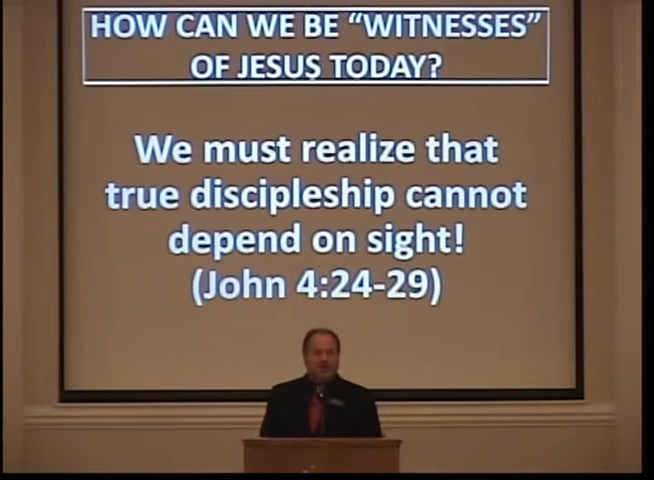 HOW CAN WE BE “WITNESSES”
OF JESUS TODAY?
We must realize that
true discipleship cannot
depend on sight!
(John 4:24-29)